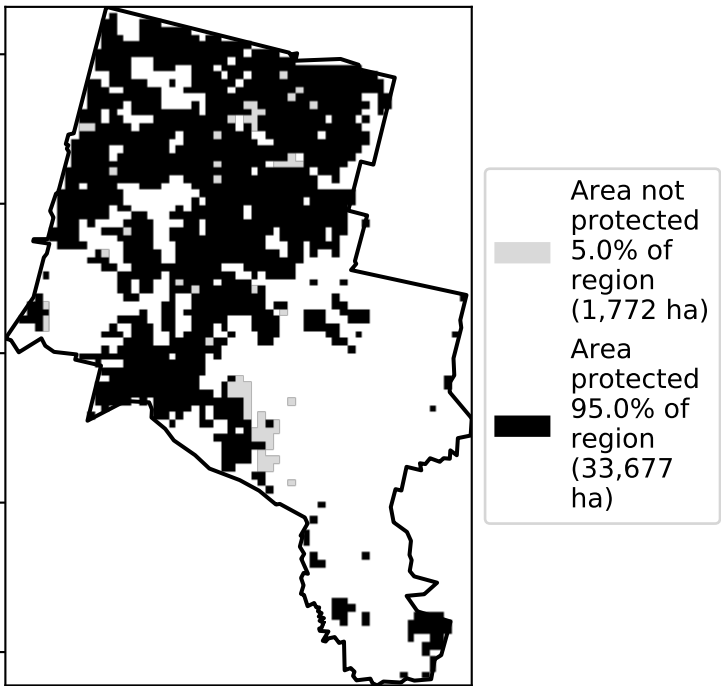 Area not
protected
5.0% of
region
(1,772 ha)
Area
protected
95.0% of
region
(33,677
ha)